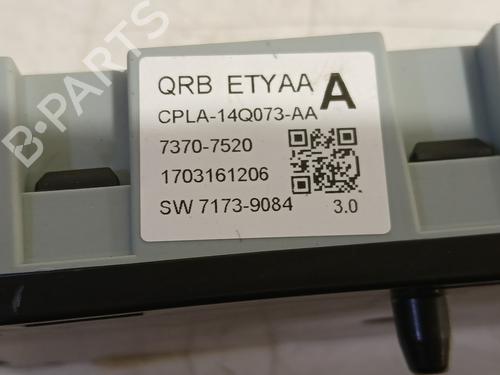 QRB ETYAA A
CPLA-14Q073-AA
7370-7520
1703161206
SW 7173-9084
3.0
B-PARTS